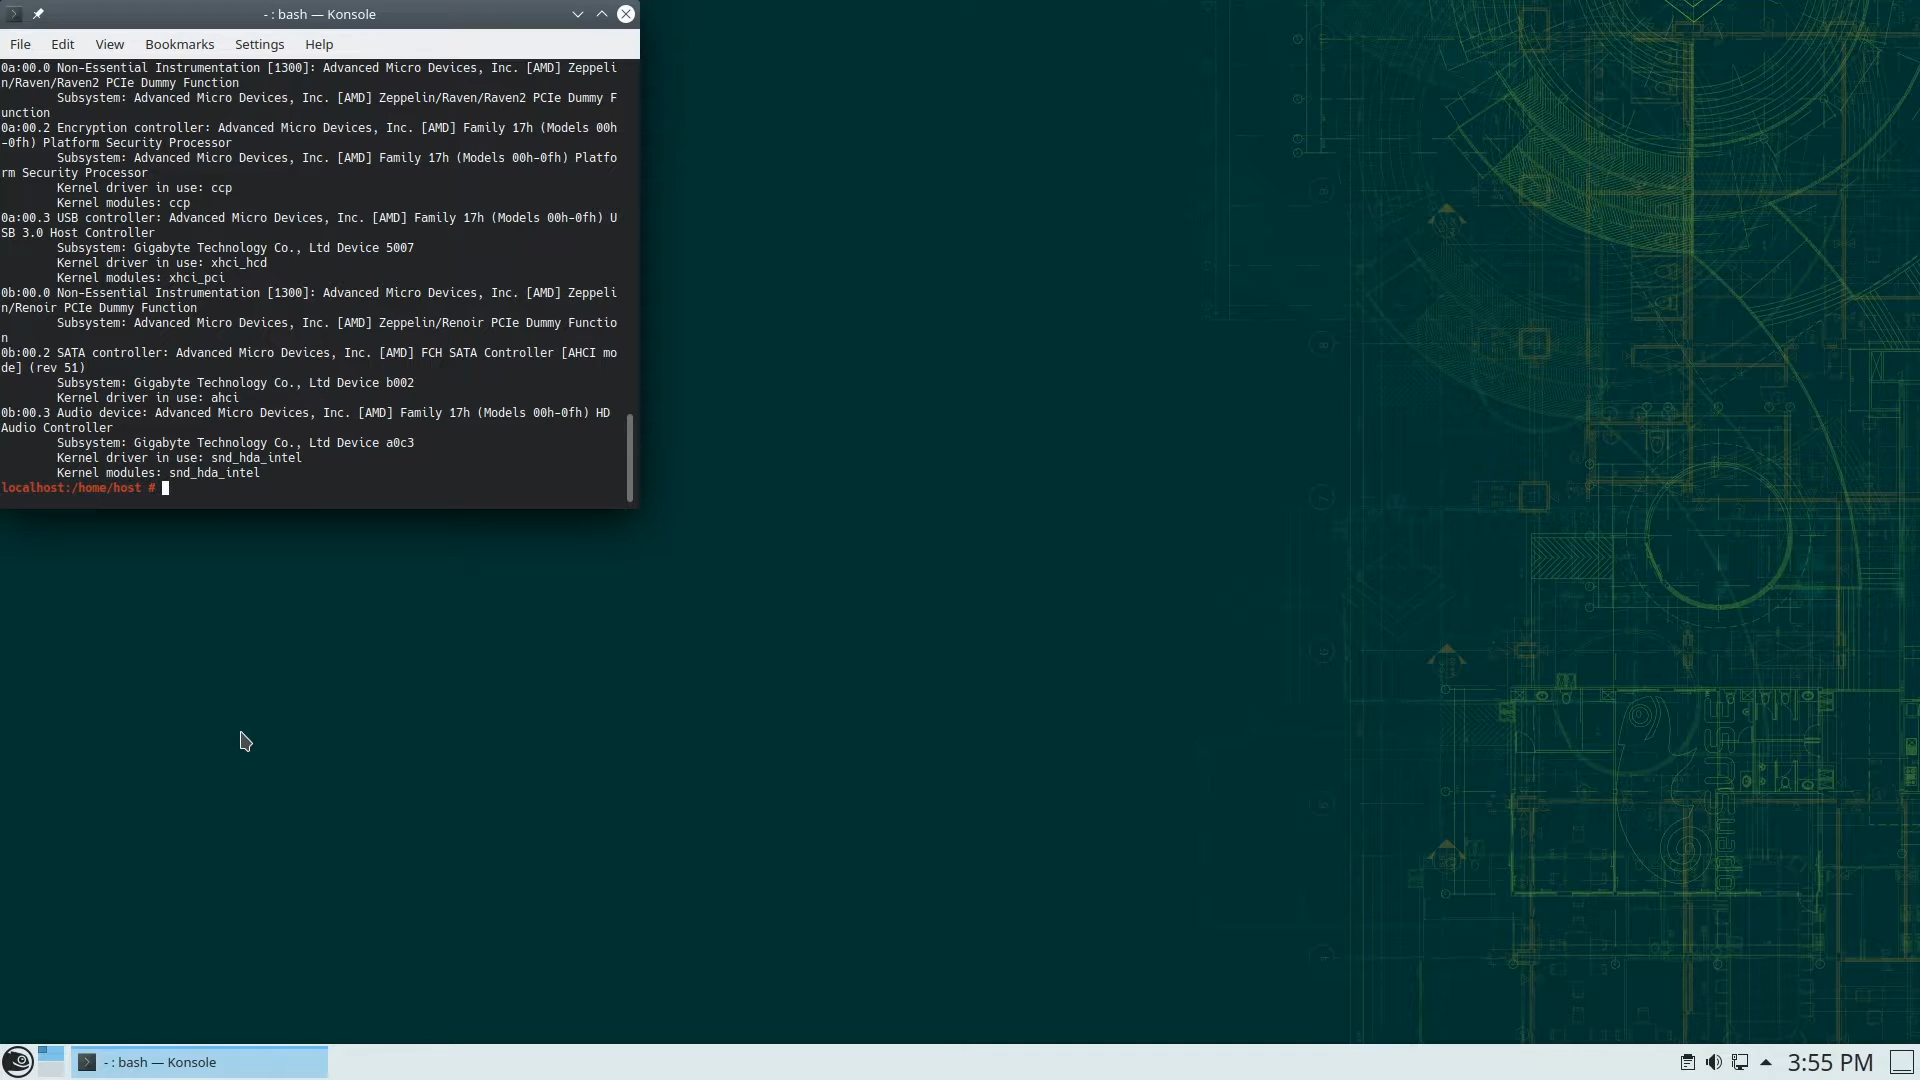 - : bash — Konsole
File Edit View Bookmarks Settings Help
0a:00.0 Non-Essential Instrumentation [1300]: Advanced Micro Devices, Inc. [AMD] Zeppeli
n/Raven/Raven2 PCIe Dummy Function
Subsystem: Advanced Micro Devices, Inc. [AMD] Zeppelin/Raven/Raven2 PCIe Dummy F
unction
0a:00.2 Encryption controller: Advanced Micro Devices, Inc. [AMD] Family 17h (Models 00h
-0fh) Platform Security Processor
Subsystem: Advanced Micro Devices, Inc. [AMD] Family 17h (Models 00h-0fh) Platfo
rm Security Processor
Kernel driver in use: ccp
Kernel modules: ccp
0a:00.3 USB controller: Advanced Micro Devices, Inc. [AMD] Family 17h (Models 00h-0fh) U
SB 3.0 Host Controller
Subsystem: Gigabyte Technology Co., Ltd Device 5007
Kernel driver in use: xhci_hcd
Kernel modules: xhci_pci
0b:00.0 Non-Essential Instrumentation [1300]: Advanced Micro Devices, Inc. [AMD] Zeppeli
n/Renoir PCIe Dummy Function
Subsystem: Advanced Micro Devices, Inc. [AMD] Zeppelin/Renoir PCIe Dummy Functio
n
0b:00.2 SATA controller: Advanced Micro Devices, Inc. [AMD] FCH SATA Controller [AHCI mo
de] (rev 51)
Subsystem: Gigabyte Technology Co., Ltd Device b002
Kernel driver in use: ahci
0b:00.3 Audio device: Advanced Micro Devices, Inc. [AMD] Family 17h (Models 00h-0fh) HD
Audio Controller
Subsystem: Gigabyte Technology Co., Ltd Device a0c3
Kernel driver in use: snd_hda_intel
Kernel modules: snd_hda_intel
localhost:/home/host #
openSUSE
- : bash — Konsole
3:55 PM